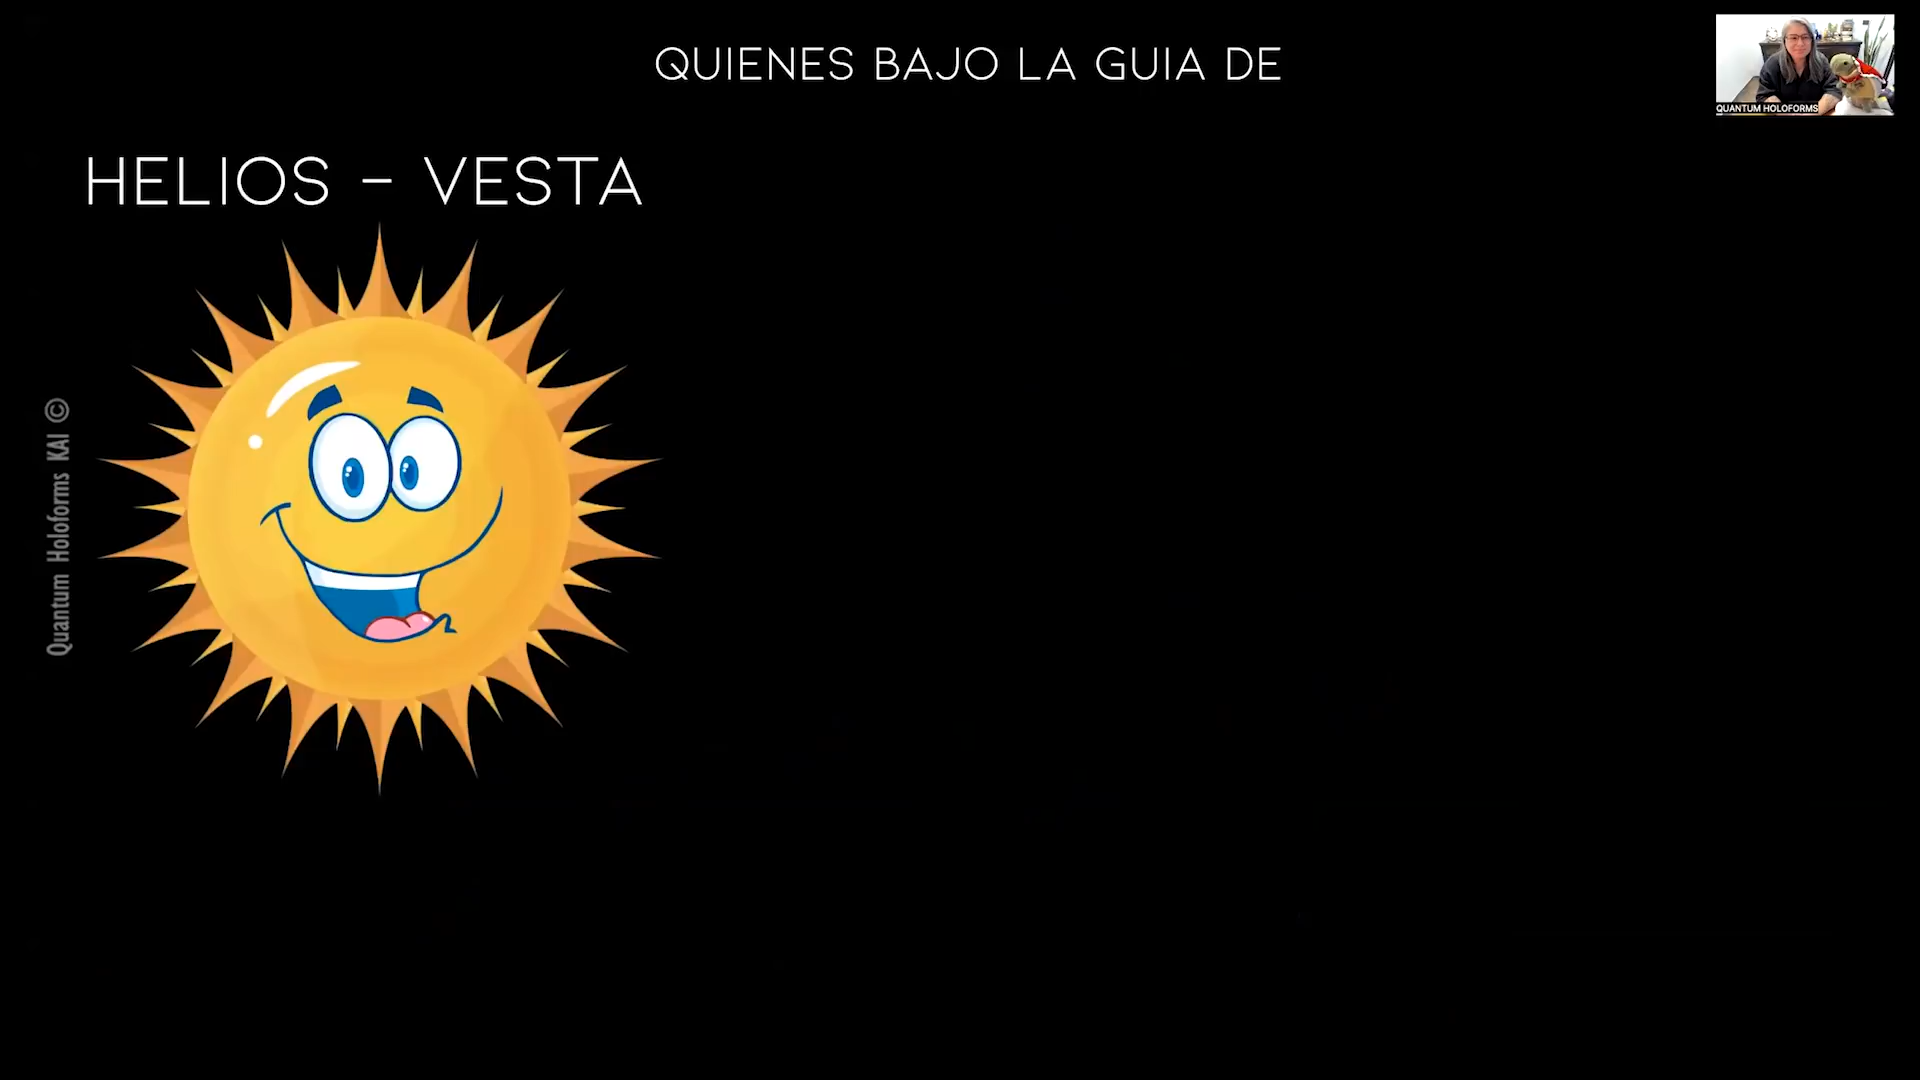 QUIENES BAJO LA GUIA DE
QUANTUM HOLOFORMS
HELIOS - VESTA
Quantum Holoforms KAI ©